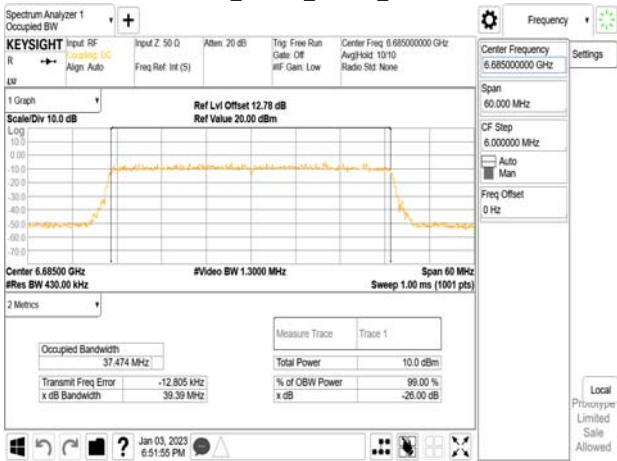 Spectrum Analyzer 1
Occupied BW
+
Frequency
KEYSIGHT
R
LXI
Input: RF
Coupling: DC
Align: Auto
Input Z: 50 Ω
Freq Ref: Int (S)
Atten: 20 dB
Trig: Free Run
Gate: Off
#IF Gain: Low
Center Freq: 6.685000000 GHz
Avg|Hold: 10/10
Radio Std: None
Center Frequency
6.685000000 GHz
Settings
Span
60.000 MHz
CF Step
6.000000 MHz
Auto
Man
Freq Offset
0 Hz
1 Graph
Scale/Div 10.0 dB
Ref Lvl Offset 12.78 dB
Ref Value 20.00 dBm
Log
10.0
0.00
-10.0
-20.0
-30.0
-40.0
-50.0
-60.0
-70.0
Center 6.68500 GHz
#Res BW 430.00 kHz
#Video BW 1.3000 MHz
Span 60 MHz
Sweep 1.00 ms (1001 pts)
2 Metrics
Measure Trace Trace 1
Occupied Bandwidth
37.474 MHz
Total Power 10.0 dBm
Transmit Freq Error -12.805 kHz
% of OBW Power 99.00 %
x dB Bandwidth 39.39 MHz
x dB -26.00 dB
Local
Prototype
Limited
Sale
Allowed
?
Jan 03, 2023
6:51:55 PM